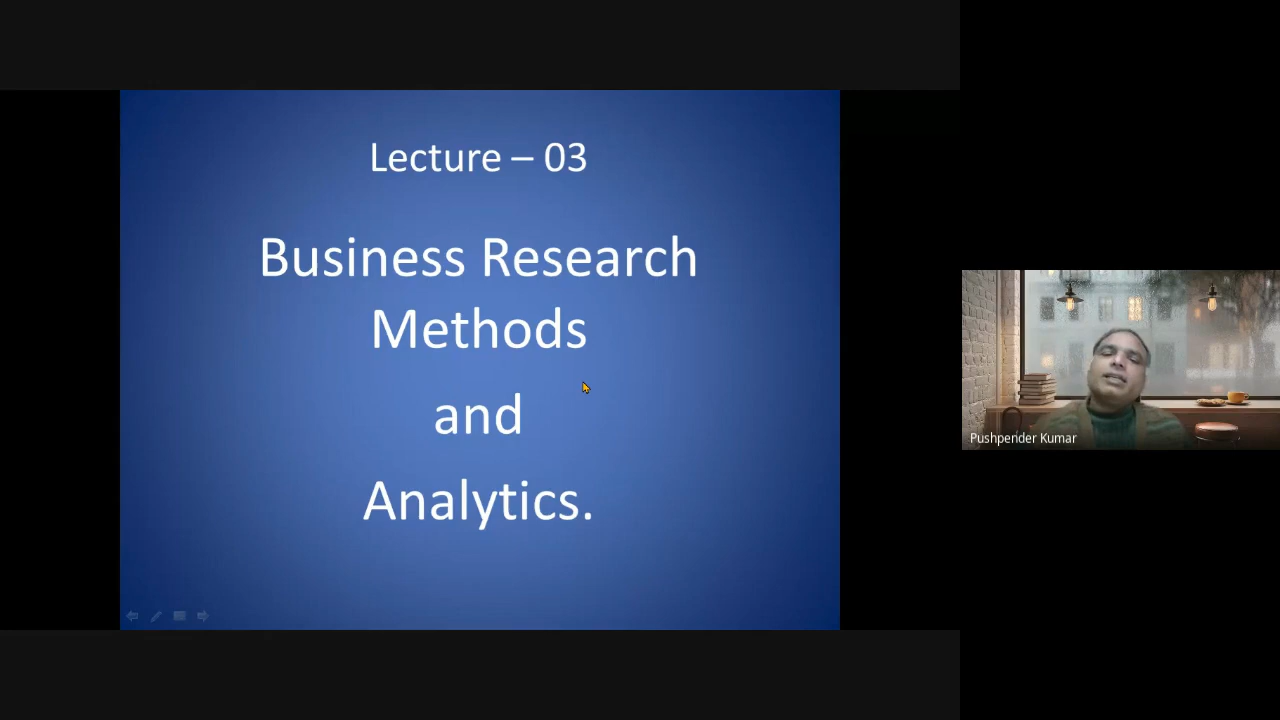 Lecture – 03
Business Research
Methods
and
Analytics.
Pushpender Kumar